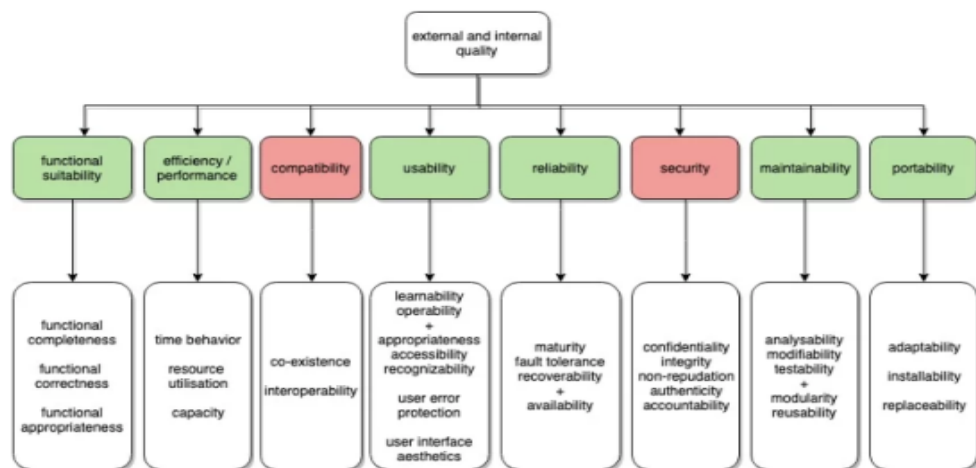 external and internal
quality
functional
suitability
efficiency /
performance
compatibility
usability
reliability
security
maintainability
portability
functional
completeness
functional
correctness
functional
appropriateness
time behavior
resource
utilisation
capacity
co-existence
interoperability
learnability
operability
+
appropriateness
accessibility
recognizability
user error
protection
user interface
aesthetics
maturity
fault tolerance
recoverability
+
availability
confidentiality
integrity
non-repudation
authenticity
accountability
analysability
modifiability
testability
+
modularity
reusability
adaptability
installability
replaceability